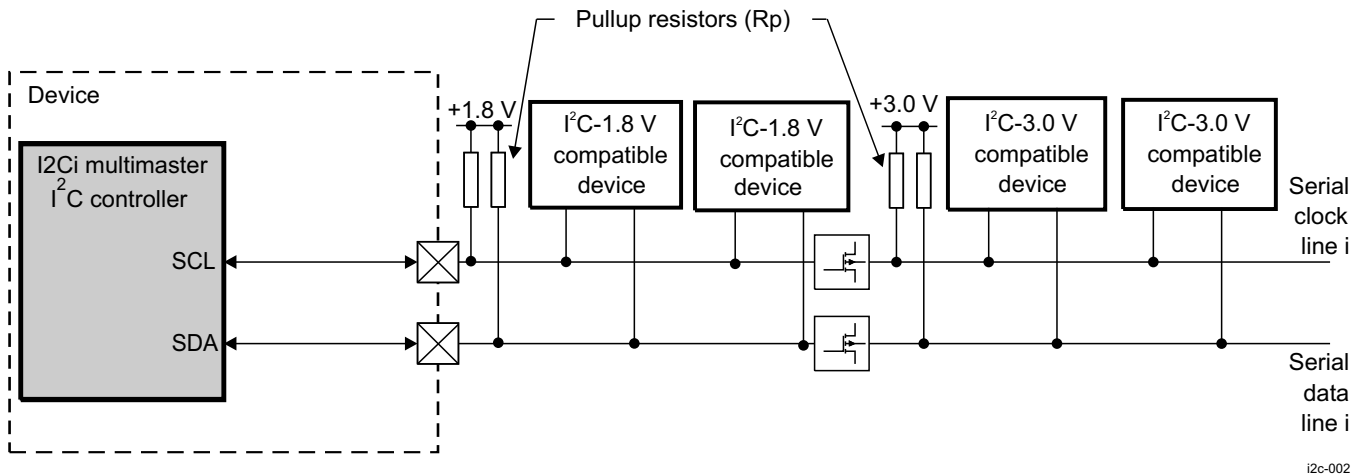 Pullup resistors (Rp)
Device
+1.8 V
I²C-1.8 V
compatible
device
I²C-1.8 V
compatible
device
+3.0 V
I²C-3.0 V
compatible
device
I²C-3.0 V
compatible
device
I2Ci multimaster
I²C controller
SCL
SDA
Serial
clock
line i
Serial
data
line i
i2c-002